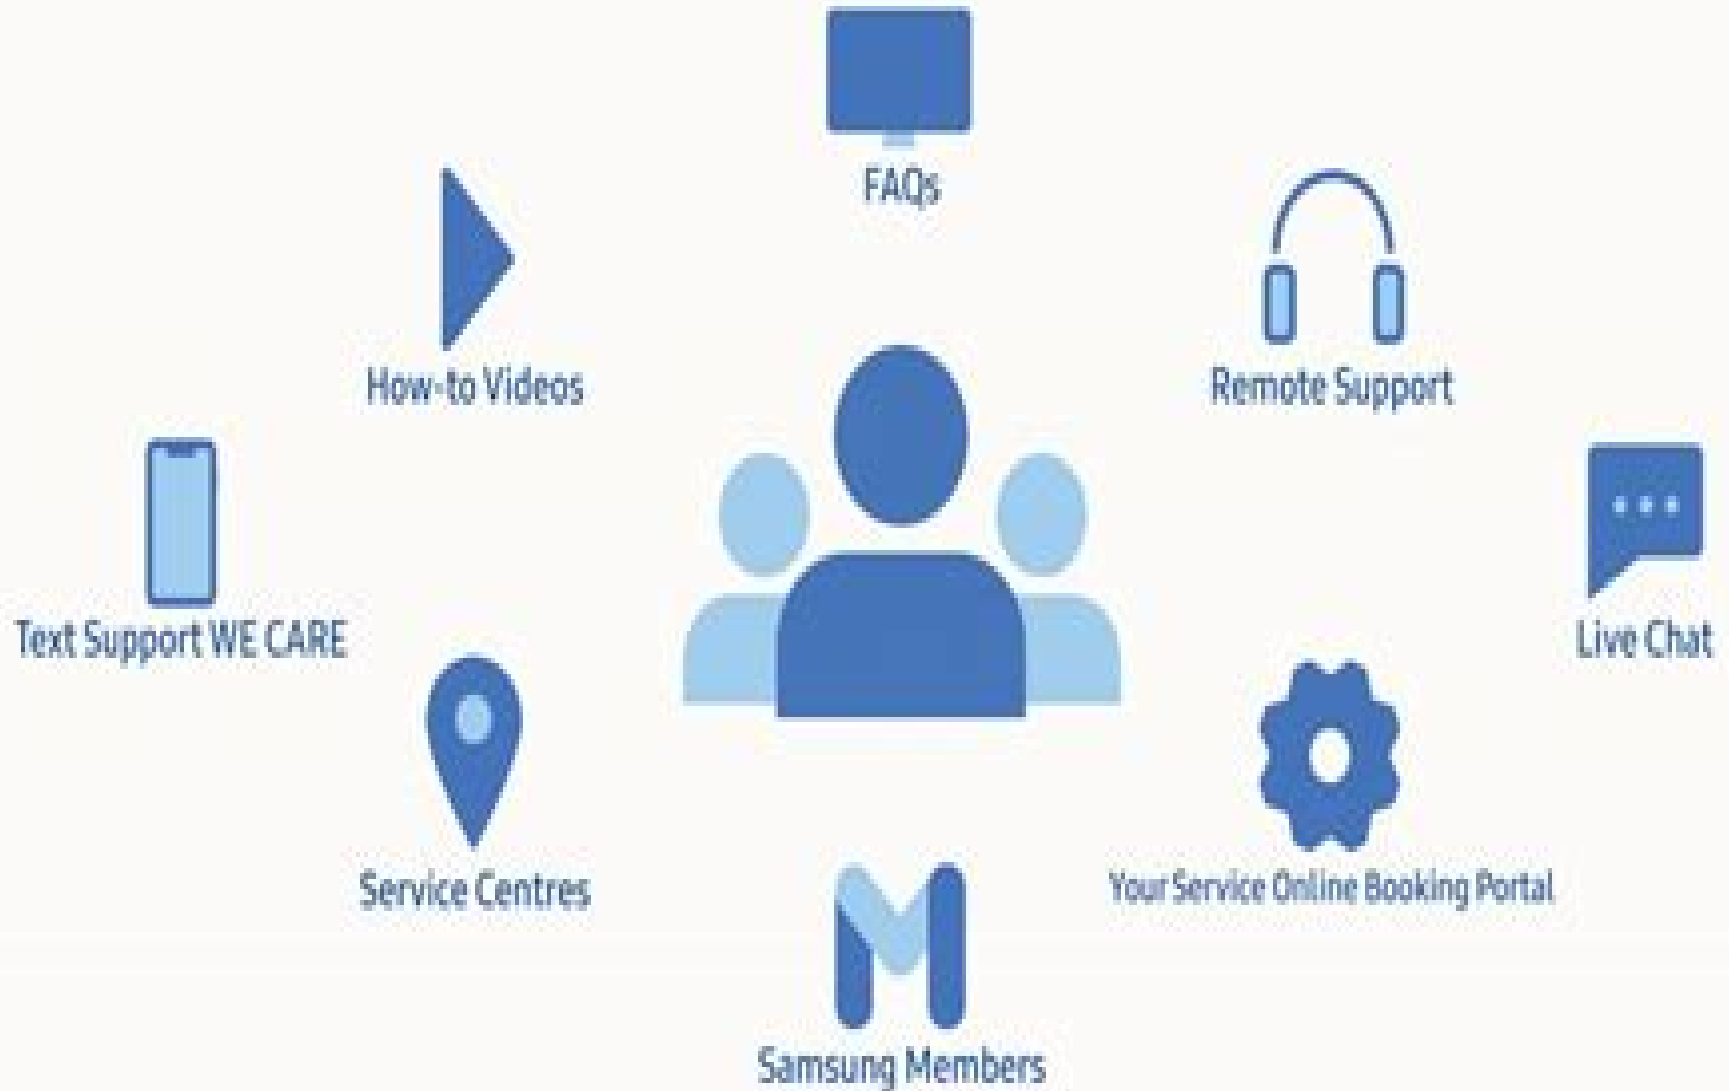 FAQs
How-to Videos
Remote Support
Text Support WE CARE
Live Chat
Service Centres
Your Service Online Booking Portal
Samsung Members